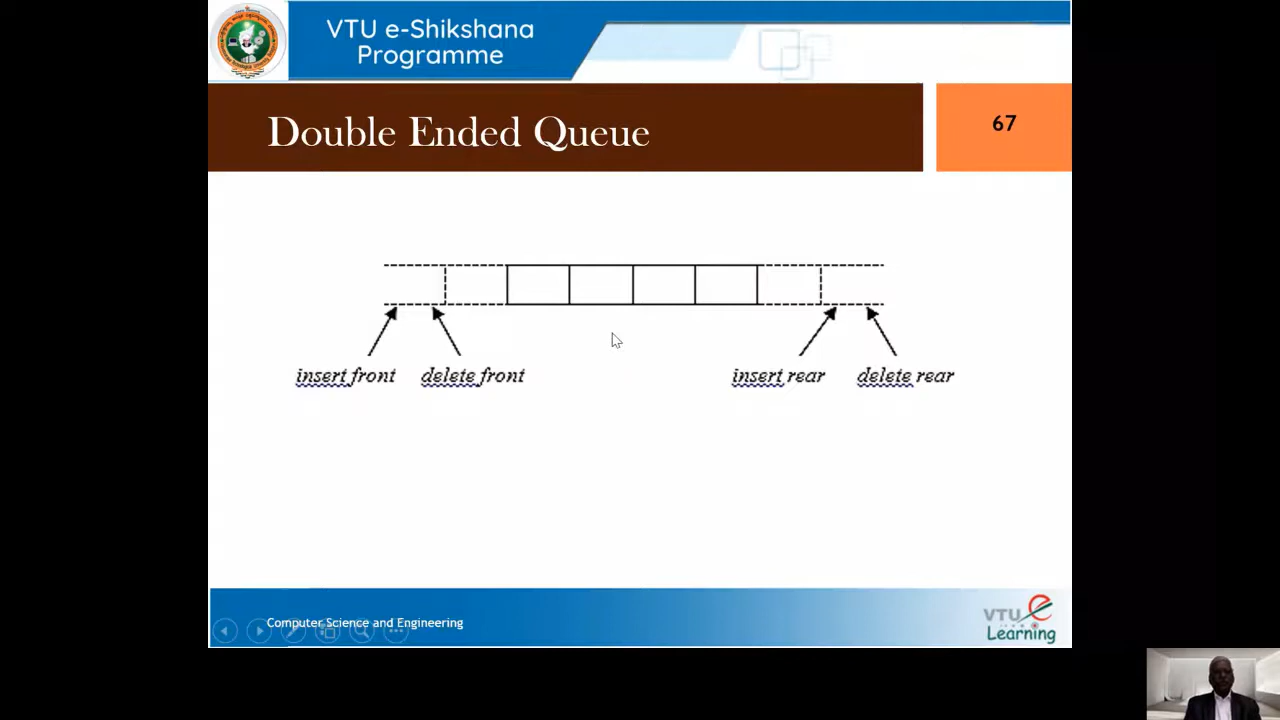 VTU e-Shikshana
Programme
Double Ended Queue
67
insert front delete front insert rear delete rear
Computer Science and Engineering
VTU e
Learning